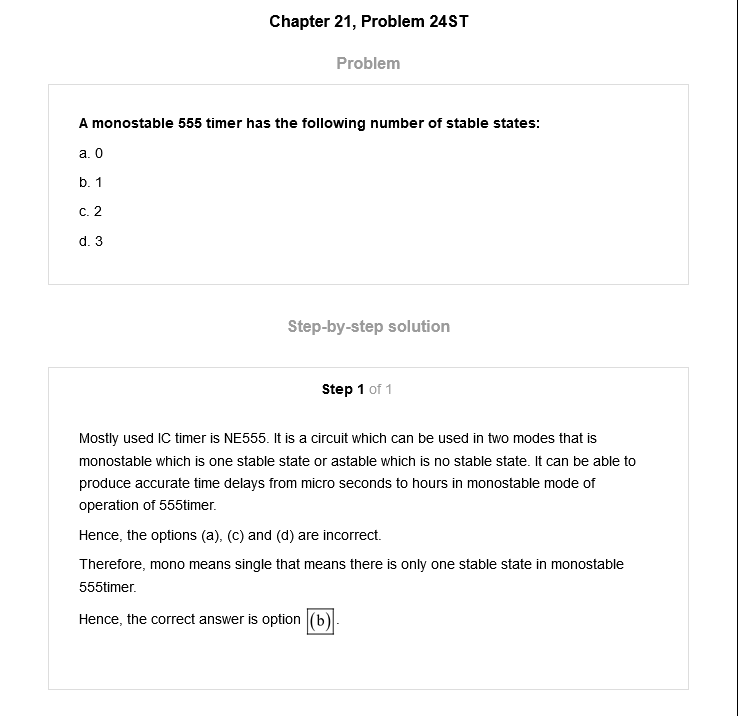 Chapter 21, Problem 24ST
Problem
A monostable 555 timer has the following number of stable states:
a. 0
b. 1
c. 2
d. 3
Step-by-step solution
Step 1 of 1
Mostly used IC timer is NE555. It is a circuit which can be used in two modes that is
monostable which is one stable state or astable which is no stable state. It can be able to
produce accurate time delays from micro seconds to hours in monostable mode of
operation of 555timer.
Hence, the options (a), (c) and (d) are incorrect.
Therefore, mono means single that means there is only one stable state in monostable
555timer.
Hence, the correct answer is option (b).